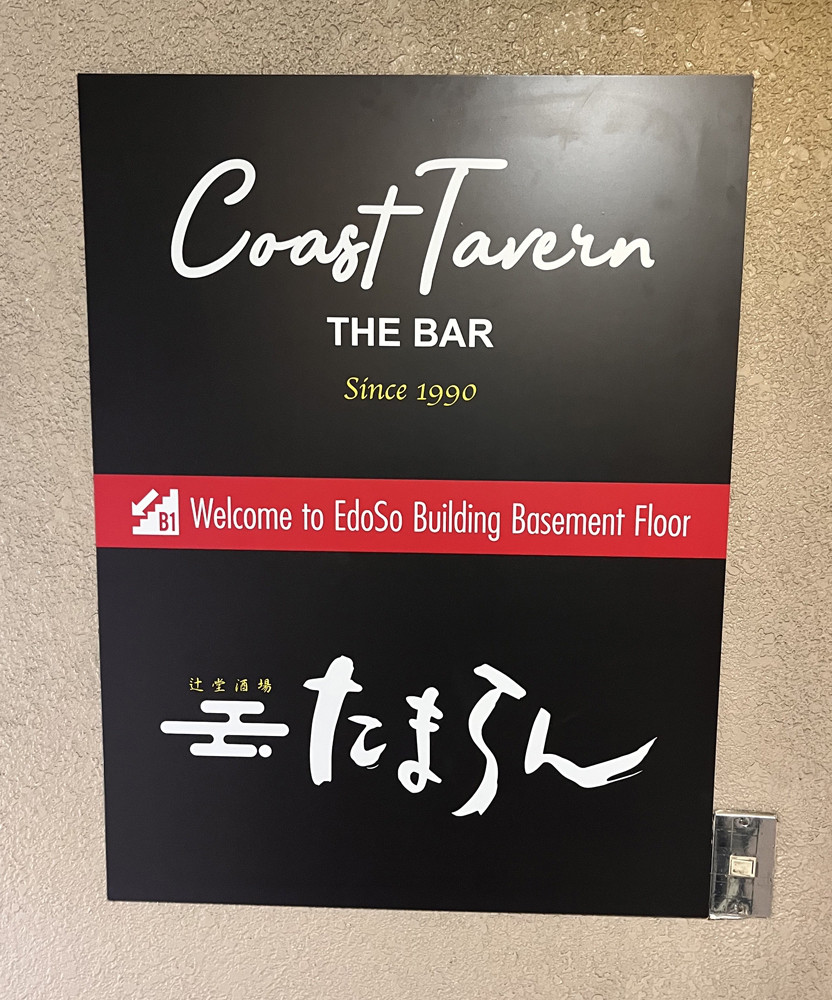 Coast Tavern
THE BAR
Since 1990
B1 Welcome to EdoSo Building Basement Floor
辻堂酒場
たまらん